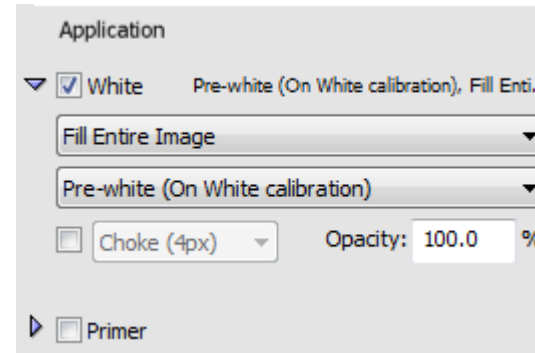 Application
White Pre-white (On White calibration), Fill Enti.
Fill Entire Image
Pre-white (On White calibration)
Choke (4px) Opacity: 100.0 %
Primer